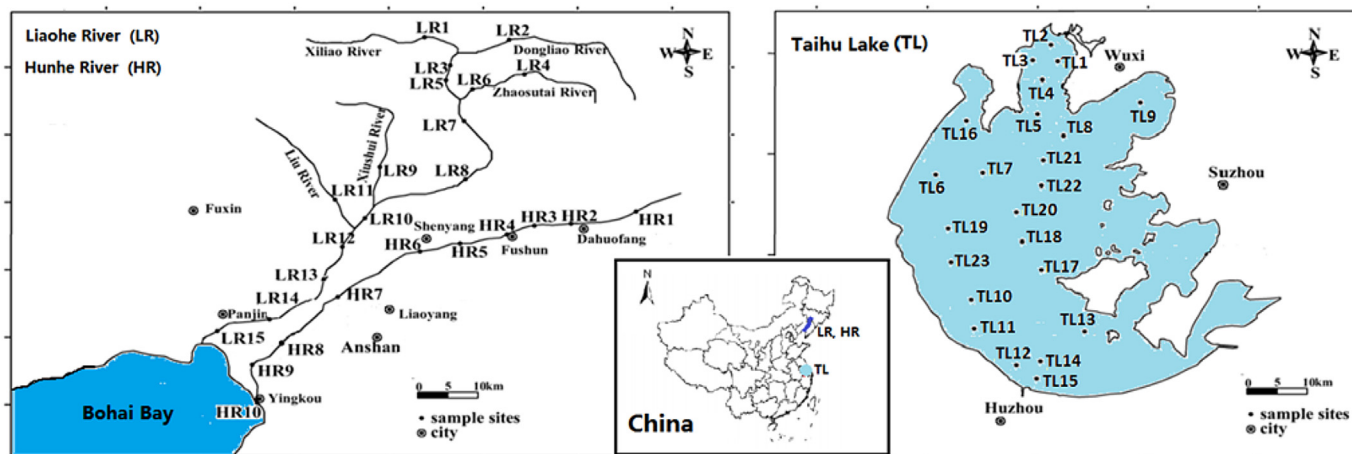 Liaohe River (LR)
Hunhe River (HR)
N
W E
S
LR1
LR2
Xiliao River
Dongliao River
LR3
LR4
LR5
LR6
Zhaosutai River
LR7
Xiushui River
Liu River
LR9
LR8
LR11
Fuxin
LR10
Shenyang
HR4
HR3
HR2
HR1
LR12
HR6
HR5
Fushun
Dahuofang
LR13
LR14
HR7
Panjin
Liaoyang
LR15
Anshan
HR8
HR9
Yingkou
HR10
Bohai Bay
0 5 10km
sample sites
city
N
LR, HR
TL
China
Taihu Lake (TL)
N
W E
S
TL2
Wuxi
TL3
TL1
TL4
TL9
TL5
TL16
TL8
TL21
TL7
TL6
Suzhou
TL22
TL20
TL19
TL18
TL23
TL17
TL10
TL13
TL11
TL12
TL14
TL15
Huzhou
0 5 10km
sample sites
city